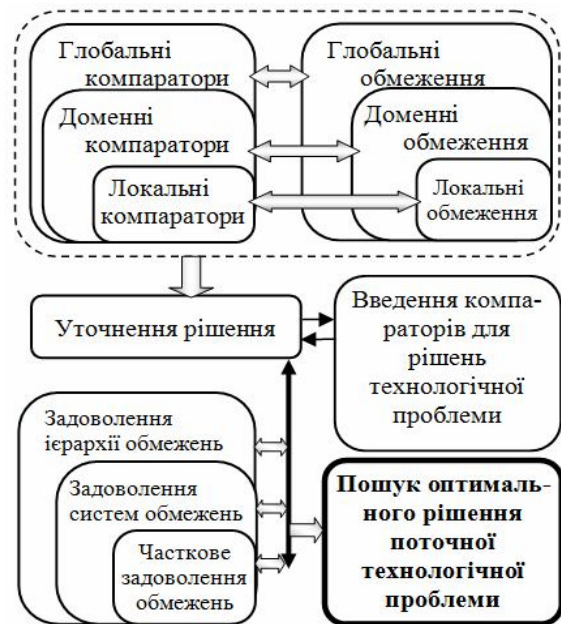 Глобальні
компаратори
Доменні
компаратори
Локальні
компаратори
Глобальні
обмеження
Доменні
обмеження
Локальні
обмеження
Уточнення рішення
Введення компа-
раторів для
рішень
технологічної
проблеми
Задоволення
ієрархії обмежень
Задоволення
систем обмежень
Часткове
задоволення
обмежень
Пошук оптималь-
ного рішення
поточної
технологічної
проблеми